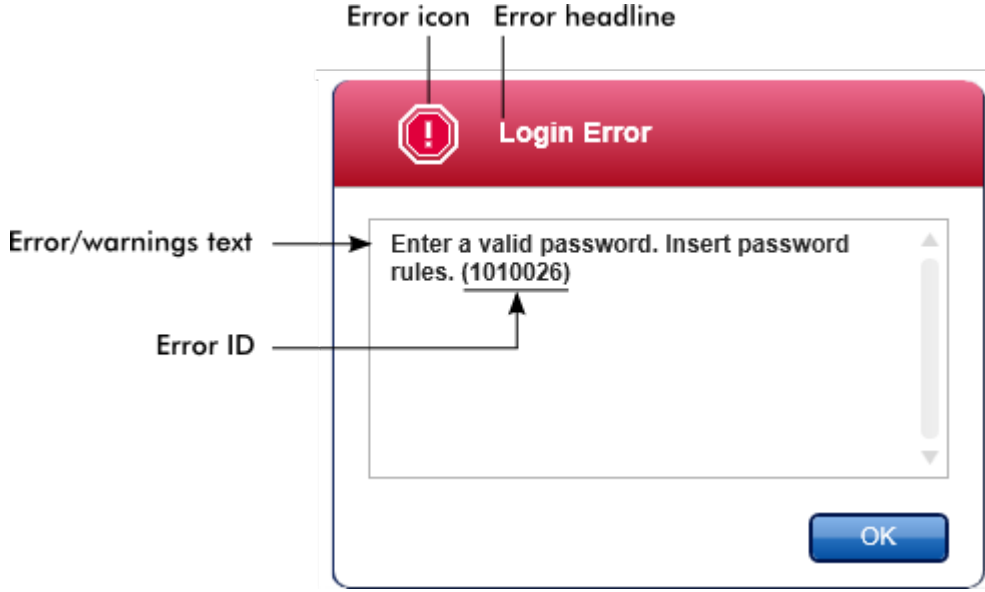 Error icon Error headline
Login Error
Error/warnings text
Enter a valid password. Insert password
rules. (1010026)
Error ID
OK